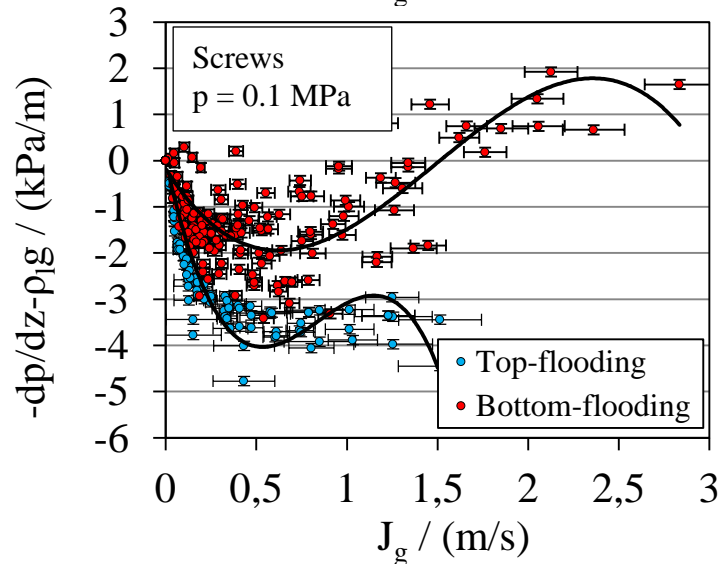 g
3
2
1
0
-1
-2
-3
-4
-5
-6
-dp/dz-ρₗg / (kPa/m)
Screws
p = 0.1 MPa
Top-flooding
Bottom-flooding
0 0,5 1 1,5 2 2,5 3
J_g / (m/s)